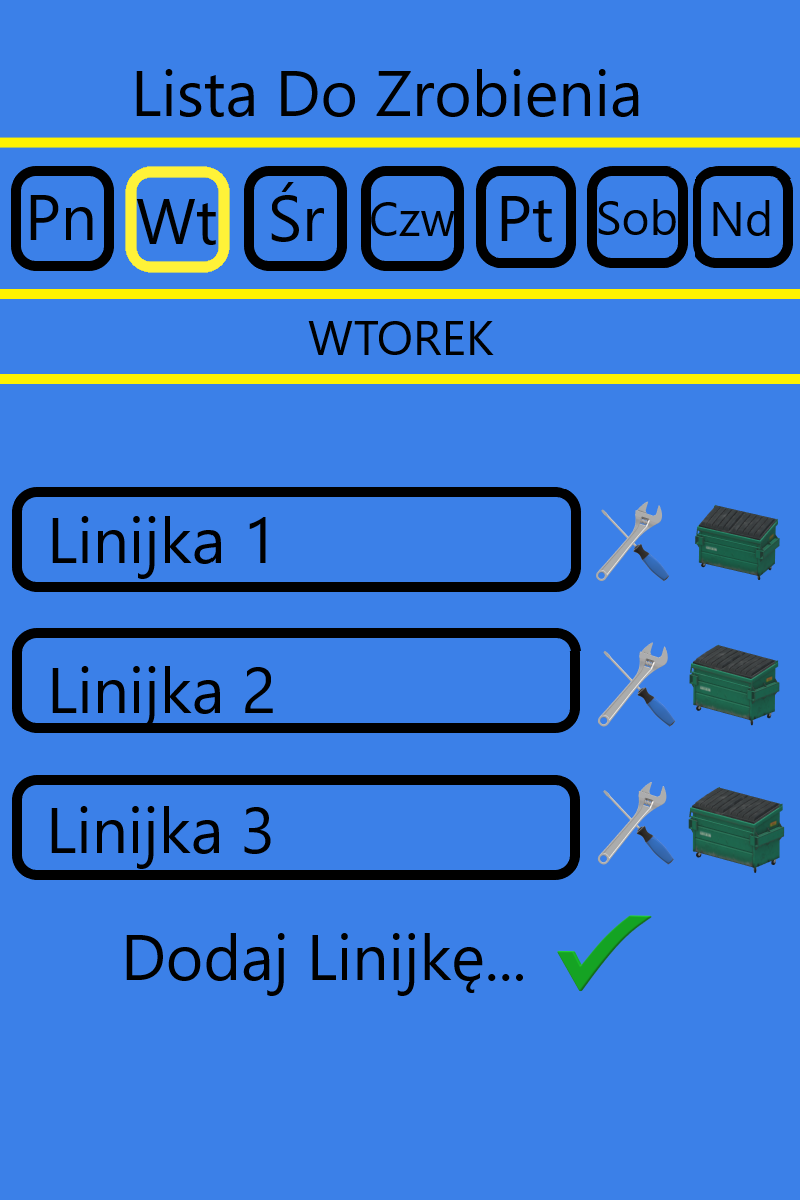 Lista Do Zrobienia
Pn Wt Śr Czw Pt Sob Nd
WTOREK
Linijka 1
Linijka 2
Linijka 3
Dodaj Linijkę...